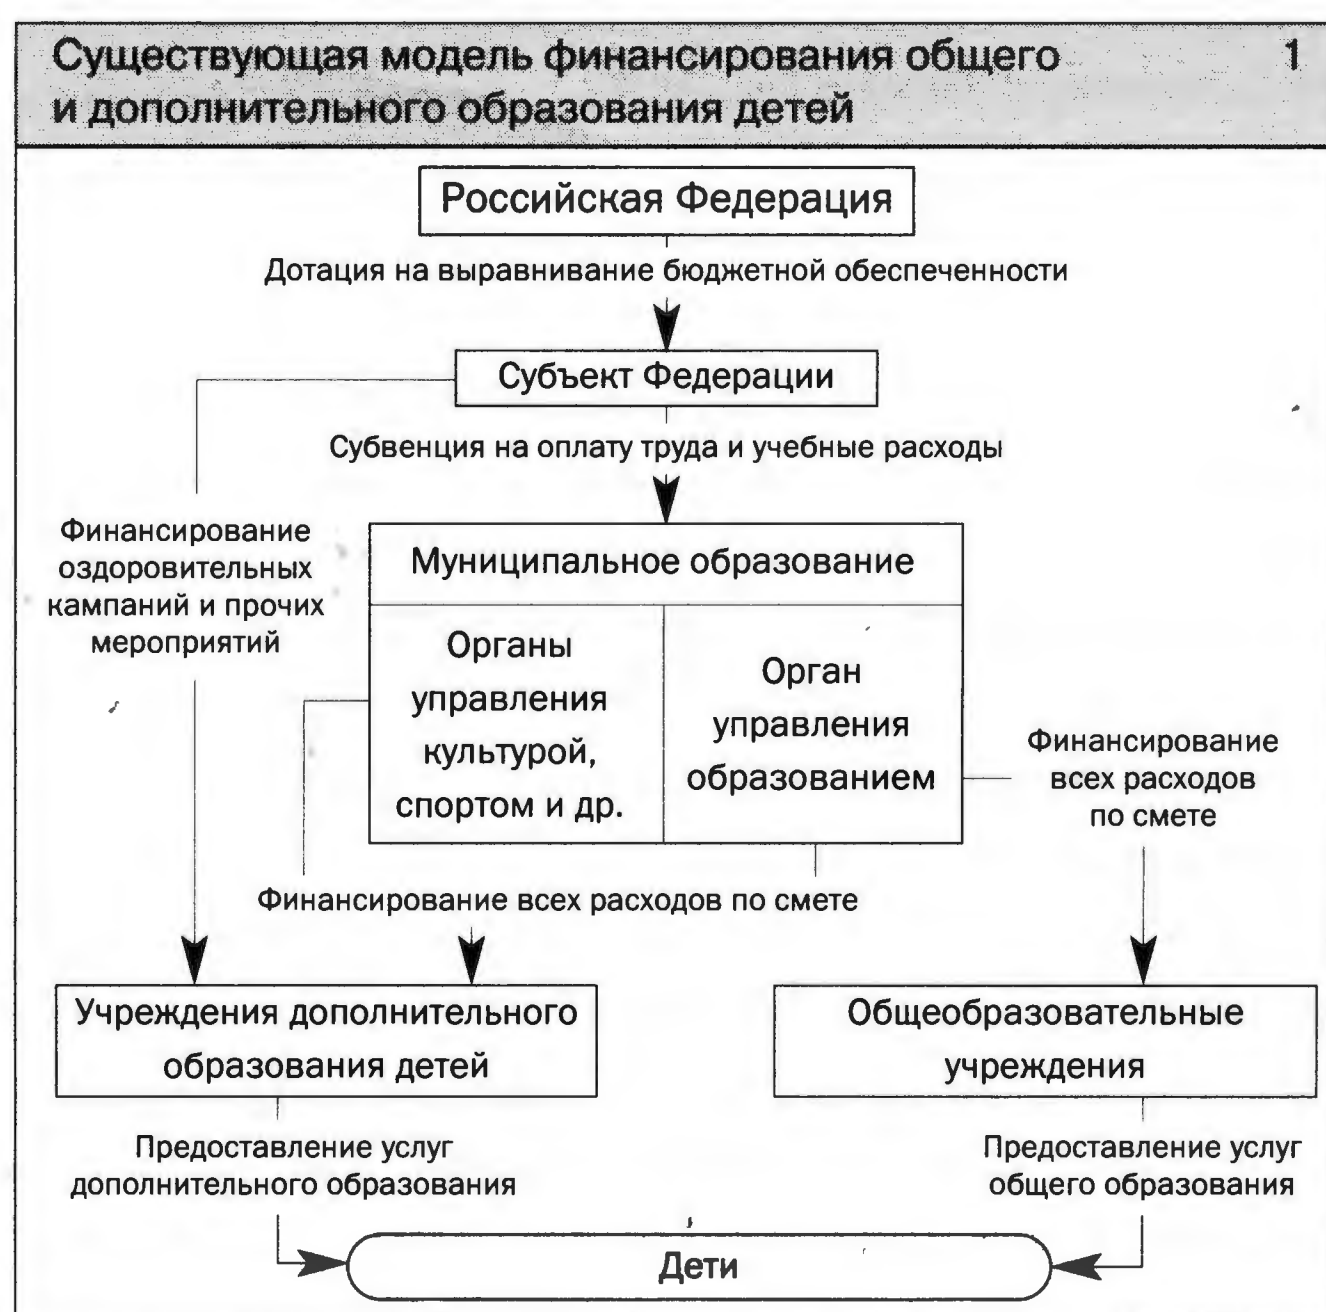 Существующая модель финансирования общего
и дополнительного образования детей
1
Российская Федерация
Дотация на выравнивание бюджетной обеспеченности
Субъект Федерации
Субвенция на оплату труда и учебные расходы
Финансирование
оздоровительных
кампаний и прочих
мероприятий
Муниципальное образование
Органы
управления
культурой,
спортом и др.
Орган
управления
образованием
Финансирование
всех расходов
по смете
Финансирование всех расходов по смете
Учреждения дополнительного
образования детей
Общеобразовательные
учреждения
Предоставление услуг
дополнительного образования
Предоставление услуг
общего образования
Дети